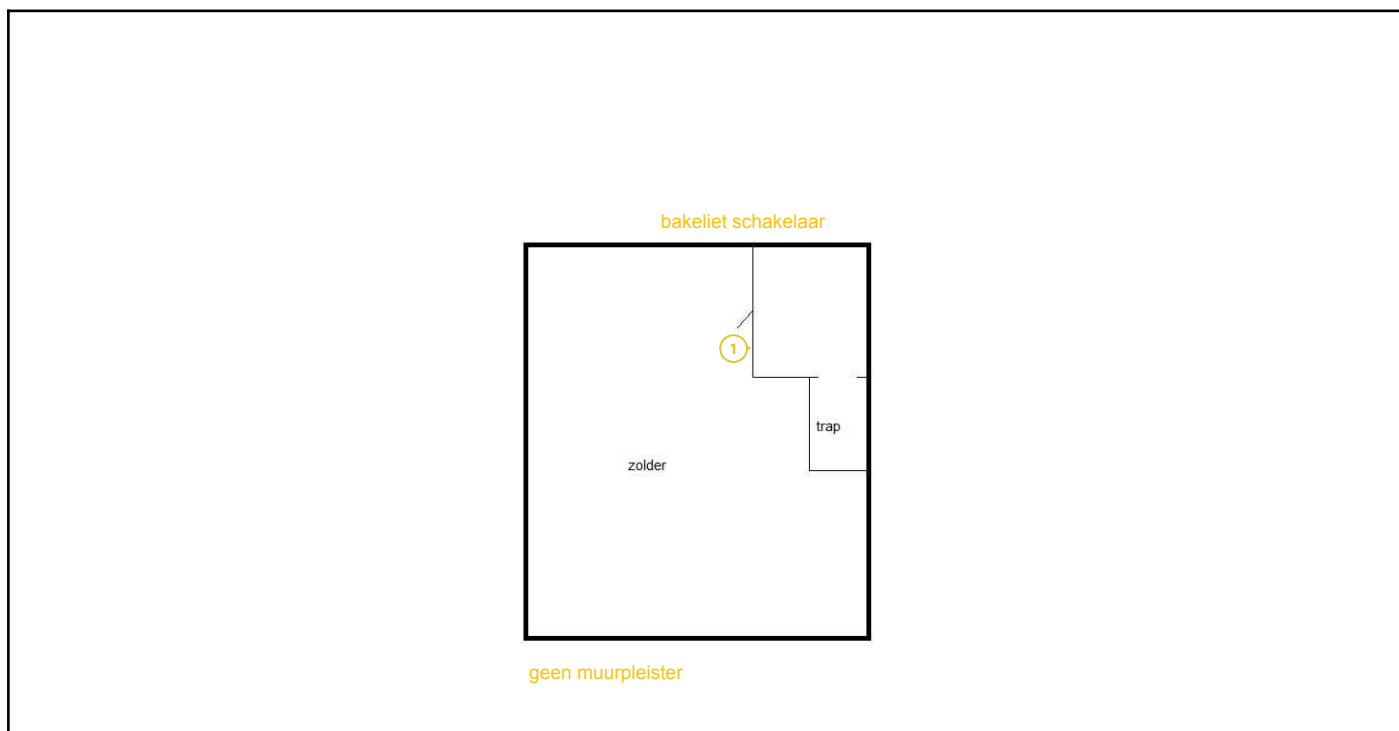 bakeliet schakelaar
1
trap
zolder
geen muurpleister